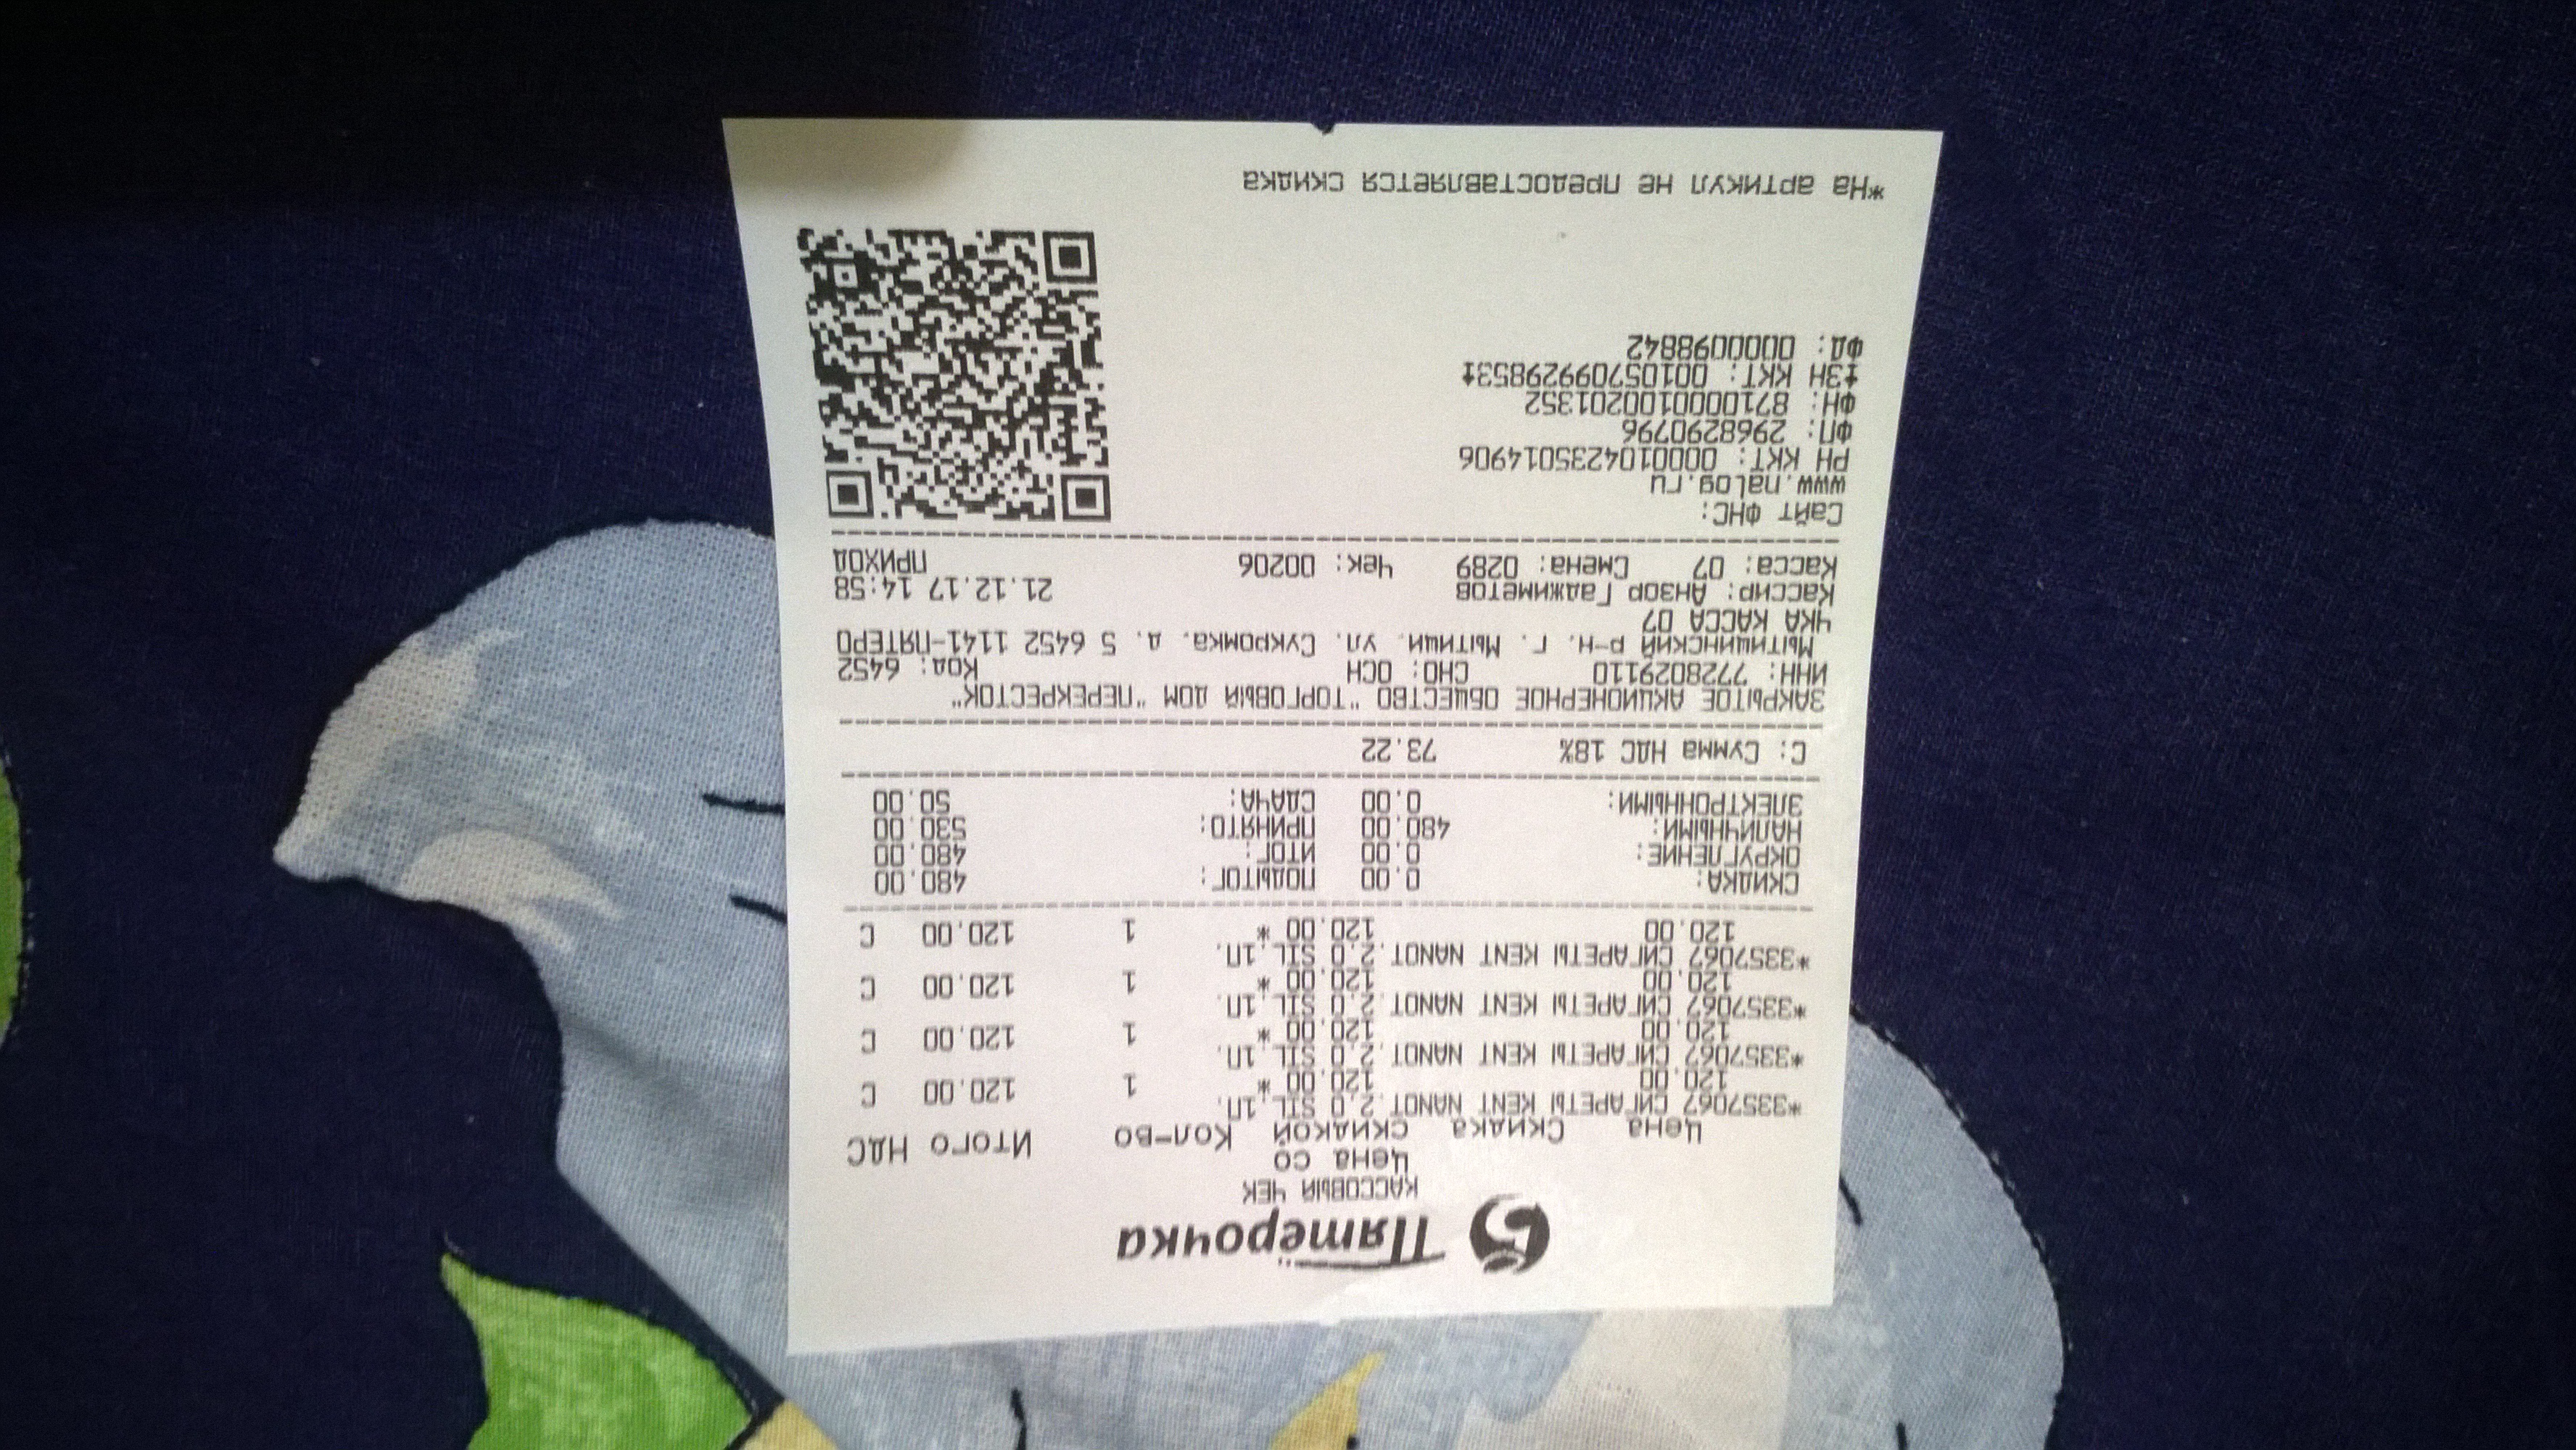 Пятёрочка
КАССОВЫЙ ЧЕК
Цена со
Цена Скидка скидкой Кол-во Итого НДС
*3357067 СИГАРЕТЫ KENT NANOT.2.0 SIL.1П.
120.00 120.00 * 1 120.00 С
*3357067 СИГАРЕТЫ KENT NANOT.2.0 SIL.1П.
120.00 120.00 * 1 120.00 С
*3357067 СИГАРЕТЫ KENT NANOT.2.0 SIL.1П.
120.00 120.00 * 1 120.00 С
*3357067 СИГАРЕТЫ KENT NANOT.2.0 SIL.1П.
120.00 120.00 * 1 120.00 С
СКИДКА: 0.00 ПОДЫТОГ: 480.00
ОКРУГЛЕНИЕ: 0.00 ИТОГ: 480.00
НАЛИЧНЫМИ: 480.00 ПРИНЯТО: 530.00
ЭЛЕКТРОННЫМИ: 0.00 СДАЧА: 50.00
С: Сумма НДС 18% 73.22
ЗАКРЫТОЕ АКЦИОНЕРНОЕ ОБЩЕСТВО "ТОРГОВЫЙ ДОМ "ПЕРЕКРЕСТОК"
ИНН: 7728029110 СНО: ОСН Код: 6452
Мытищинский р-н. г. Мытищи. ул. Сукромка. д. 5 6452 1141-ПЯТЕРО
ЧКА КАССА 07
Кассир: Анзор Гаджиметов 21.12.17 14:58
Касса: 07 Смена: 0289 Чек: 00206 ПРИХОД
Сайт ФНС:
www.nalog.ru
РН ККТ: 0000104235014906
ФП: 2968290796
ФН: 8710000100201352
‡ЗН ККТ: 00105709929853‡
ФД: 0000098842
*На артикул не предоставляется скидка